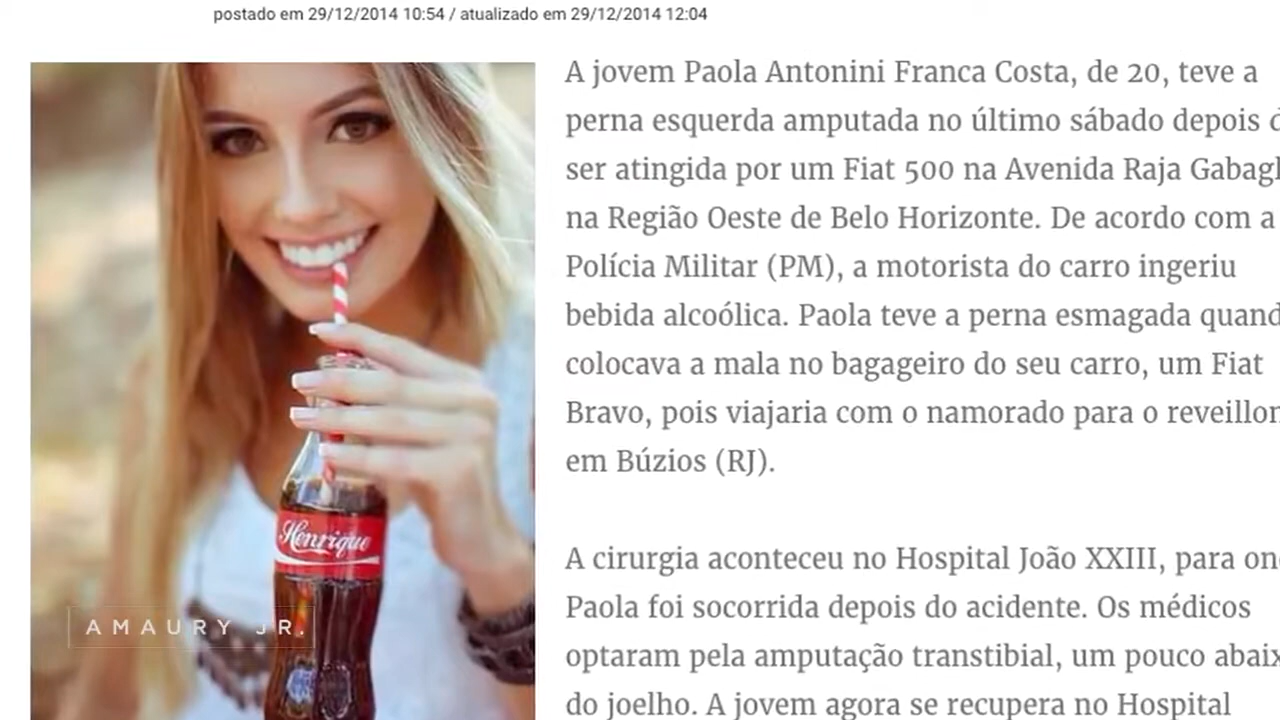 postado em 29/12/2014 10:54 / atualizado em 29/12/2014 12:04
A jovem Paola Antonini Franca Costa, de 20, teve a
perna esquerda amputada no último sábado depois
ser atingida por um Fiat 500 na Avenida Raja
na Região Oeste de Belo Horizonte. De acordo com a
Polícia Militar (PM), a motorista do carro ingeriu
bebida alcoólica. Paola teve a perna esmagada
colocava a mala no bagageiro do seu carro, um Fiat
Bravo, pois viajaria com o namorado para o
em Búzios (RJ).
A cirurgia aconteceu no Hospital João XXIII, para
Paola foi socorrida depois do acidente. Os médicos
optaram pela amputação transtibial, um pouco
do joelho. A jovem agora se recupera no Hospital
Henrique
AMAURY JR.